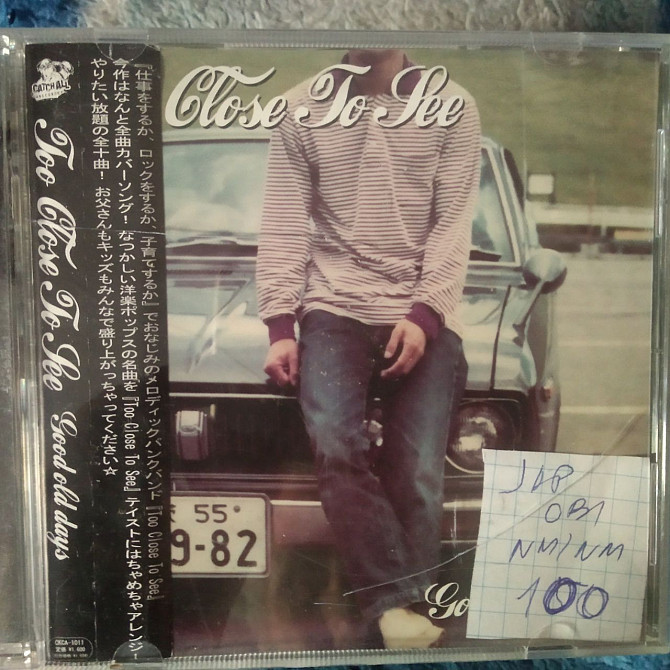 CATCH ALL
RECORDS
Too Close To See Good old days
『仕事をするか、ロックをするか、子育てするか』でおなじみのメロディックパンクバンド『Too Close To See』
今作はなんと全曲カバーソング！ なつかしい洋楽ポップスの名曲を『Too Close To See』テイストにはちゃめちゃアレンジ！
やりたい放題の全十曲！ お父さんもキッズもみんなで盛り上がっちゃってください☆
CKCA-1011
定価 ¥1,600
Close To See
55
9-82
Go
JAP
OBI
NM/NM
100